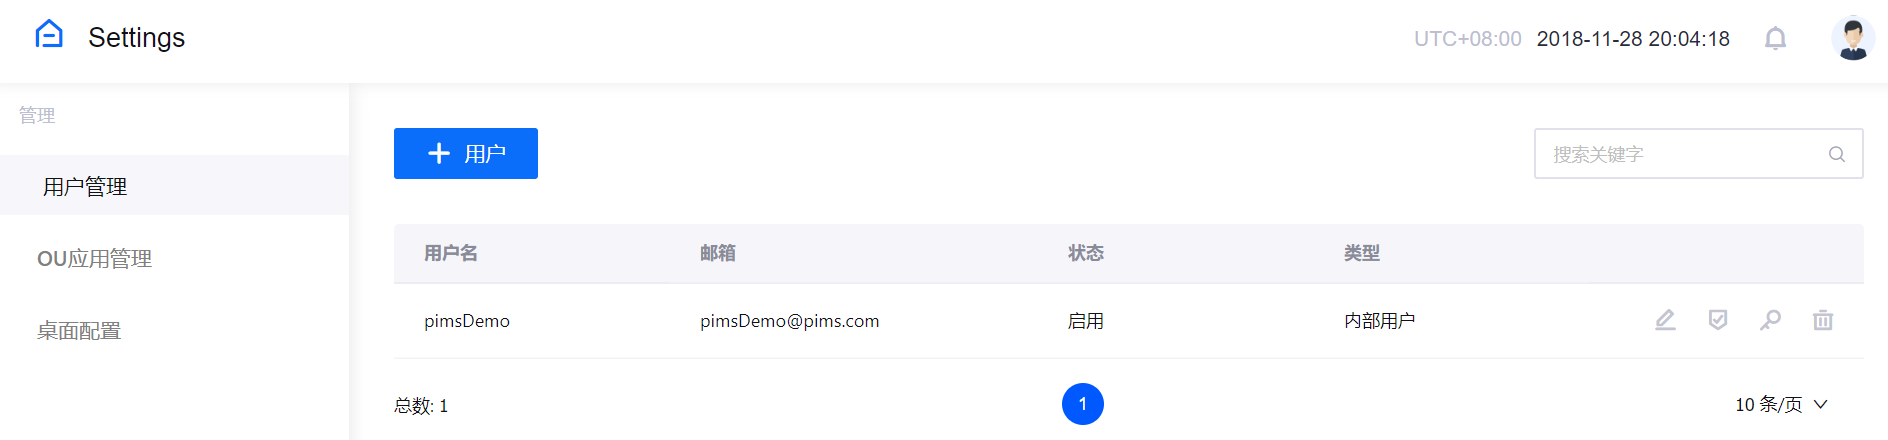 Settings
UTC+08:00 2018-11-28 20:04:18
管理
用户管理
OU应用管理
桌面配置
用户
搜索关键字
用户名 邮箱 状态 类型
pimsDemo pimsDemo@pims.com 启用 内部用户
总数: 1 1 10 条/页